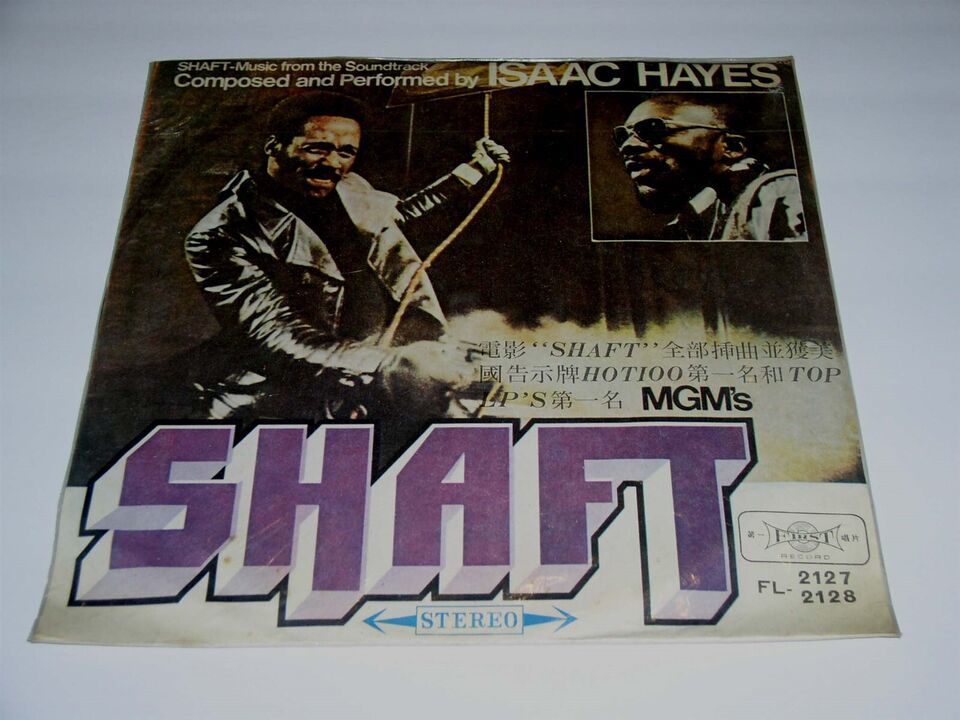 SHAFT-Music from the Soundtrack
Composed and Performed by ISAAC HAYES
電影“SHAFT”全部挿曲並獲美
國告示牌HOT100第一名和TOP
LP'S第一名 MGM's
SHAFT
第一 FIRST 唱片
RECORD
FL- 2127
2128
STEREO